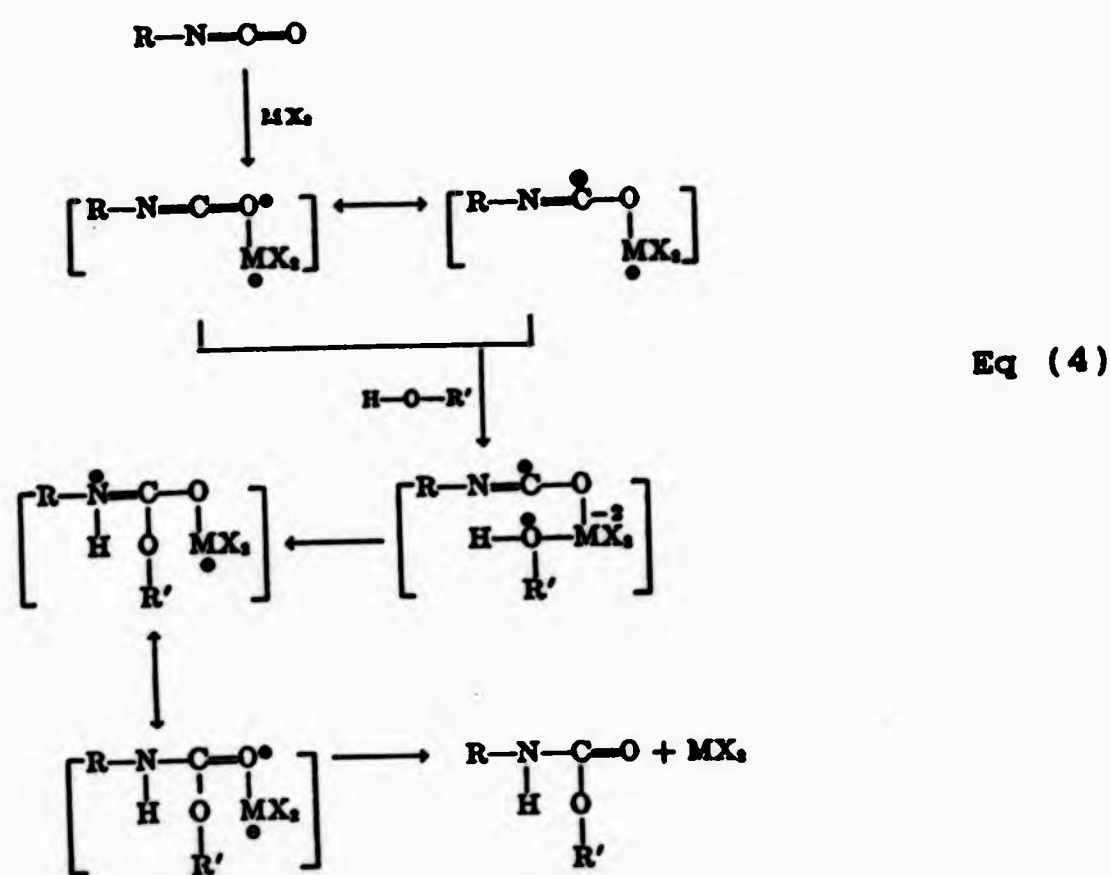 R—N=C=O
MX₂
[R—N=C=O● ↔ [R—N=C●—O
MX₂] MX₂]
● ●
Eq (4)
H—O—R′
[R—N●=C—O [R—N=C●—O
H O MX₂] ← H—O●—MX₂⁻²]
● R′ R′
[R—N—C=O● → R—N—C=O + MX₂
H O MX₂] H O
● R′ R′